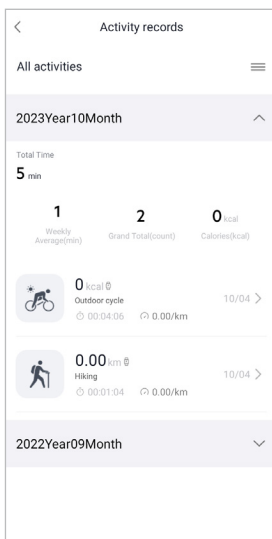 Activity records
All activities
2023Year10Month
Total Time
5 min
1
Weekly
Average(min)
2
Grand Total(count)
0 kcal
Calories(kcal)
0 kcal
Outdoor cycle
00:04:06 0.00/km
10/04
0.00 km
Hiking
00:01:04 0.00/km
10/04
2022Year09Month